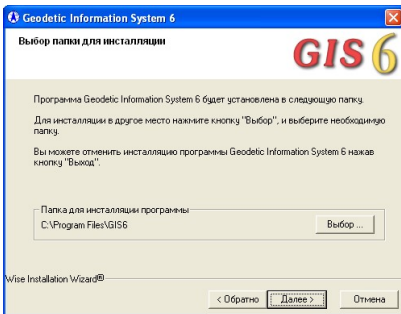 Geodetic Information System 6
Выбор папки для инсталляции
GIS 6
Программа Geodetic Information System 6 будет установлена в следующую папку.
Для инсталляции в другое место нажмите кнопку "Выбор", и выберите необходимую
папку.
Вы можете отменить инсталляцию программы Geodetic Information System 6 нажав
кнопку "Выход".
Папка для инсталляции программы
C:\Program Files\GIS6
Выбор ...
Wise Installation Wizard®
< Обратно
Далее >
Отмена